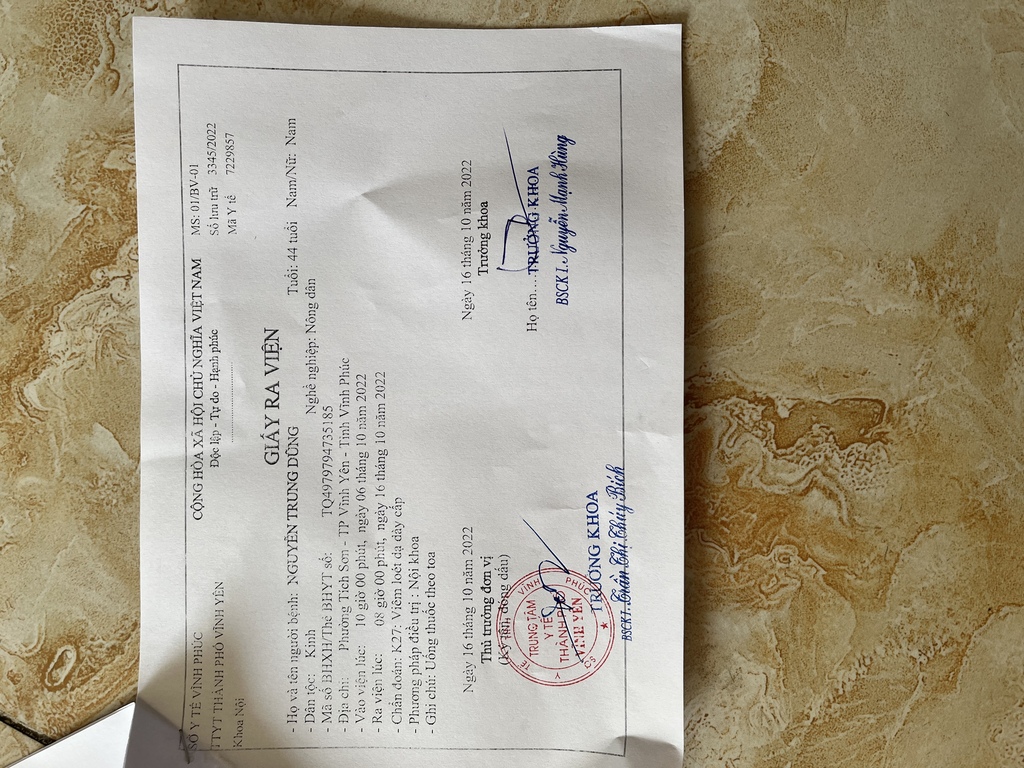 SỞ Y TẾ VĨNH PHÚC
TTYT THÀNH PHỐ VĨNH YÊN
Khoa Nội
CỘNG HÒA XÃ HỘI CHỦ NGHĨA VIỆT NAM
Độc lập - Tự do - Hạnh phúc
MS: 01/BV-01
Số lưu trữ 3345/2022
Mã Y tế 7229857
GIẤY RA VIỆN
- Họ và tên người bệnh: NGUYỄN TRUNG DŨNG Tuổi: 44 tuổi Nam/Nữ: Nam
- Dân tộc: Kinh Nghề nghiệp: Nông dân
- Mã số BHXH/Thẻ BHYT số: TQ4979794735185
- Địa chỉ: Phường Tích Sơn - TP Vĩnh Yên - Tỉnh Vĩnh Phúc
- Vào viện lúc: 10 giờ 00 phút, ngày 06 tháng 10 năm 2022
- Ra viện lúc: 08 giờ 00 phút, ngày 16 tháng 10 năm 2022
- Chẩn đoán: K27: Viêm loét dạ dày cấp
- Phương pháp điều trị : Nội khoa
- Ghi chú: Uống thuốc theo toa
Ngày 16 tháng 10 năm 2022
Thủ trưởng đơn vị
(Ký tên, đóng dấu)
SỞ Y TẾ TỈNH VĨNH PHÚC
TRUNG TÂM
Y TẾ
THÀNH PHỐ
VĨNH YÊN
TRƯỞNG KHOA
BSCK I. Trần Thị Thúy Bích
Ngày 16 tháng 10 năm 2022
Trưởng khoa
Họ tên.... TRƯỞNG KHOA
BSCK I. Nguyễn Mạnh Hùng